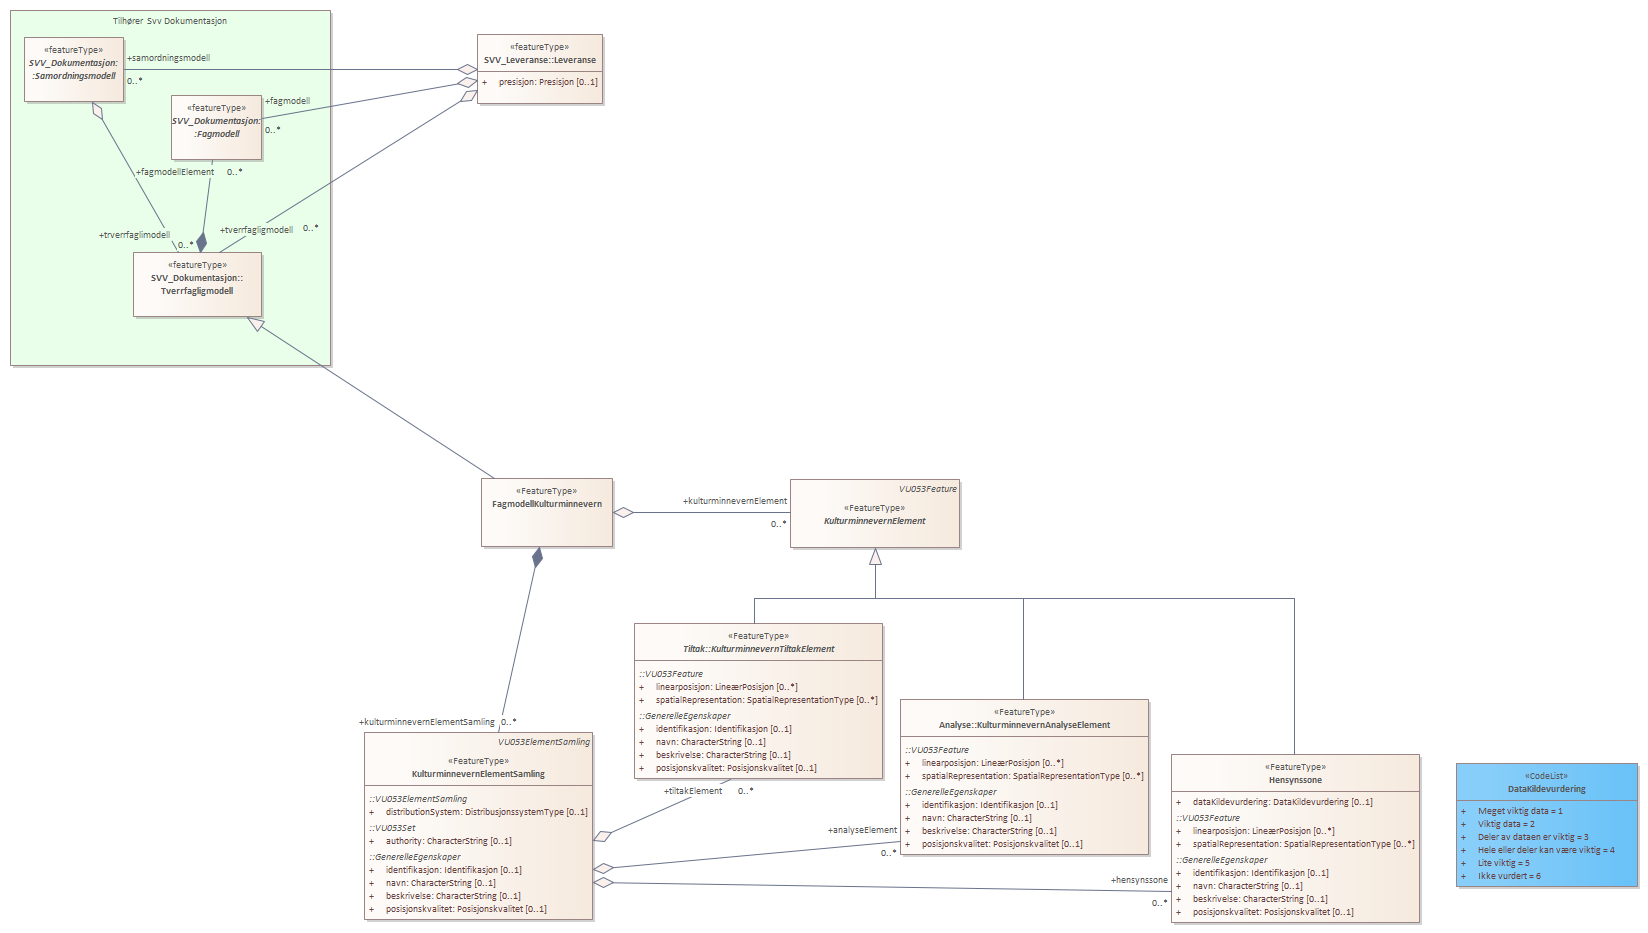 Tilhører Svv Dokumentasjon
«featureType»
SVV_Dokumentasjon:
:Samordningsmodell
+samordningsmodell
0..*
«featureType»
SVV_Leveranse::Leveranse
+ presisjon: Presisjon [0..1]
«featureType»
SVV_Dokumentasjon:
:Fagmodell
+fagmodell
0..*
+fagmodellElement
0..*
+trverrfaglimodell
0..*
+tverrfagligmodell
0..*
«featureType»
SVV_Dokumentasjon::
Tverrfagligmodell
«FeatureType»
FagmodellKulturminnevern
+kulturminnevernElement
0..*
VU053Feature
«FeatureType»
KulturminnevernElement
«FeatureType»
Tiltak::KulturminnevernTiltakElement
::VU053Feature
+ linearposisjon: LineærPosisjon [0..*]
+ spatialRepresentation: SpatialRepresentationType [0..*]
::GenerelleEgenskaper
+ identifikasjon: Identifikasjon [0..1]
+ navn: CharacterString [0..1]
+ beskrivelse: CharacterString [0..1]
+ posisjonskvalitet: Posisjonskvalitet [0..1]
+tiltakElement
0..*
«FeatureType»
Analyse::KulturminnevernAnalyseElement
::VU053Feature
+ linearposisjon: LineærPosisjon [0..*]
+ spatialRepresentation: SpatialRepresentationType [0..*]
::GenerelleEgenskaper
+ identifikasjon: Identifikasjon [0..1]
+ navn: CharacterString [0..1]
+ beskrivelse: CharacterString [0..1]
+ posisjonskvalitet: Posisjonskvalitet [0..1]
+analyseElement
0..*
+kulturminnevernElementSamling
0..*
VU053ElementSamling
«FeatureType»
KulturminnevernElementSamling
::VU053ElementSamling
+ distributionSystem: DistribusjonssystemType [0..1]
::VU053Set
+ authority: CharacterString [0..1]
::GenerelleEgenskaper
+ identifikasjon: Identifikasjon [0..1]
+ navn: CharacterString [0..1]
+ beskrivelse: CharacterString [0..1]
+ posisjonskvalitet: Posisjonskvalitet [0..1]
+hensynssone
0..*
«FeatureType»
Hensynssone
+ dataKildevurdering: DataKildevurdering [0..1]
::VU053Feature
+ linearposisjon: LineærPosisjon [0..*]
+ spatialRepresentation: SpatialRepresentationType [0..*]
::GenerelleEgenskaper
+ identifikasjon: Identifikasjon [0..1]
+ navn: CharacterString [0..1]
+ beskrivelse: CharacterString [0..1]
+ posisjonskvalitet: Posisjonskvalitet [0..1]
«CodeList»
DataKildevurdering
+ Meget viktig data = 1
+ Viktig data = 2
+ Deler av dataen er viktig = 3
+ Hele eller deler kan være viktig = 4
+ Lite viktig = 5
+ Ikke vurdert = 6